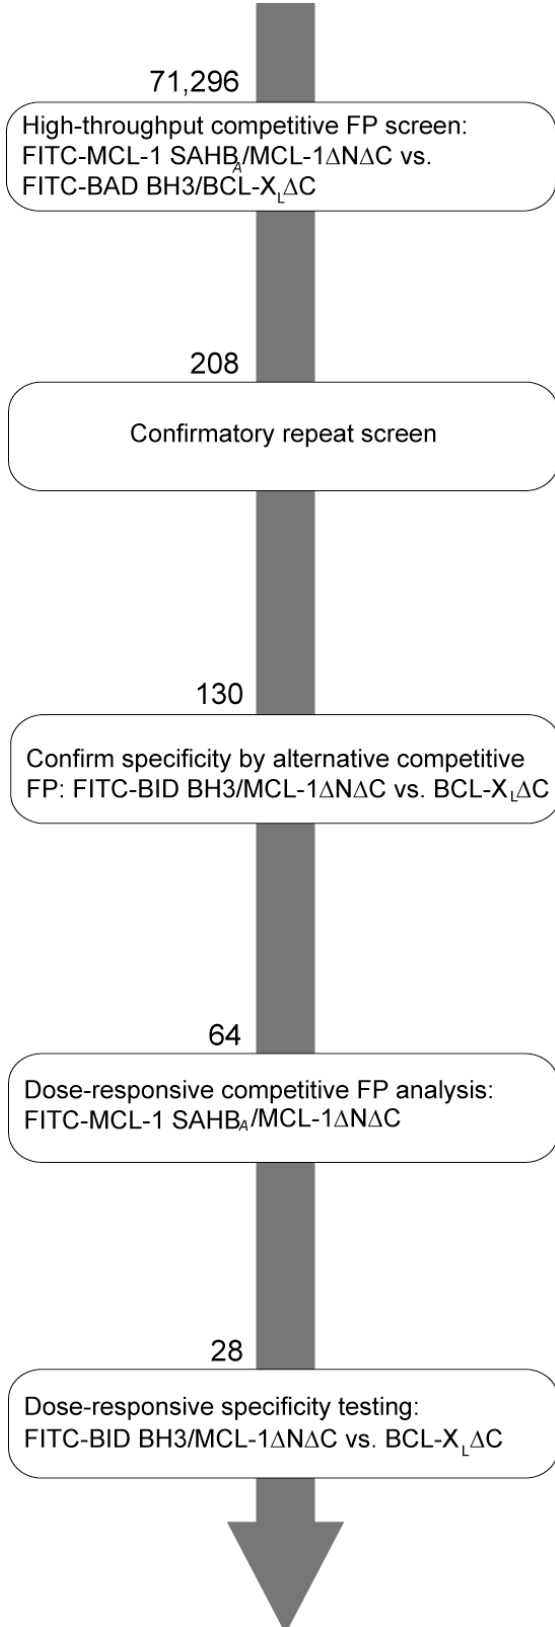 71,296
High-throughput competitive FP screen:
FITC-MCL-1 SAHBA/MCL-1ΔNΔC vs.
FITC-BAD BH3/BCL-XLΔC
208
Confirmatory repeat screen
130
Confirm specificity by alternative competitive
FP: FITC-BID BH3/MCL-1ΔNΔC vs. BCL-XLΔC
64
Dose-responsive competitive FP analysis:
FITC-MCL-1 SAHBA/MCL-1ΔNΔC
28
Dose-responsive specificity testing:
FITC-BID BH3/MCL-1ΔNΔC vs. BCL-XLΔC